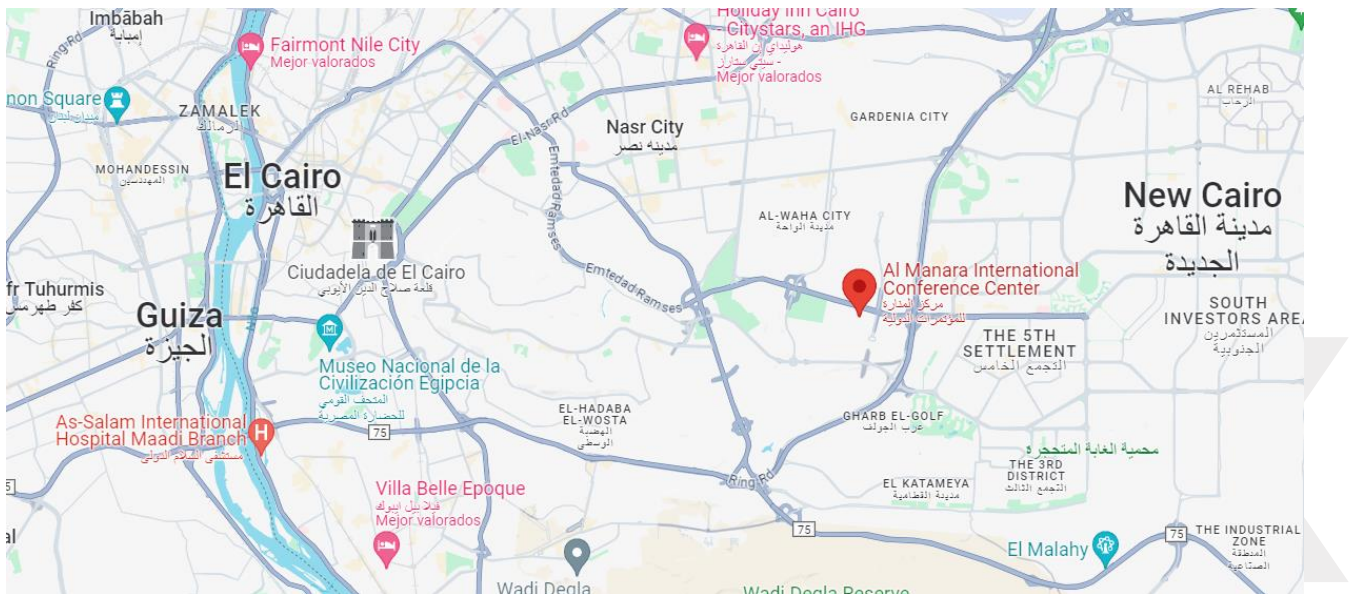 Imbābah
إمبابة
Ring Rd
Fairmont Nile City
Mejor valorados
Holiday Inn Cairo
- Citystars, an IHG
هوليداي إن القاهرة
- سيتي ستارز
Mejor valorados
non Square
ميدان لبنان
ZAMALEK
الزمالك
El-Nasr Rd
Nasr City
مدينة نصر
GARDENIA CITY
AL REHAB
الرحاب
MOHANDESSIN
المهندسين
El Cairo
القاهرة
Emtedad Ramses
New Cairo
مدينة القاهرة
الجديدة
AL-WAHA CITY
مدينة الواحة
Ciudadela de El Cairo
قلعة صلاح الدين الأيوبي
Emtedad Ramses
Al Manara International
Conference Center
مركز المنارة
للمؤتمرات الدولية
fr Tuhurmis
كفر طهرمس
Guiza
الجيزة
SOUTH
INVESTORS AREA
المستثمرين
الجنوبية
THE 5TH
SETTLEMENT
التجمع الخامس
Museo Nacional de la
Civilización Egipcia
المتحف القومي
للحضارة المصرية
EL-HADABA
EL-WOSTA
الهضبة
الوسطى
GHARB EL-GOLF
غرب الجولف
As-Salam International
Hospital Maadi Branch
مستشفى السلام الدولي
75
محمية الغابة المتحجرة
THE 3RD
DISTRICT
التجمع الثالث
Ring Rd
EL KATAMEYA
مدينة القطامية
Villa Belle Epoque
فيلا بيل ايبوك
Mejor valorados
75
75
THE INDUSTRIAL
ZONE
المنطقة
الصناعية
El Malahy
al
Wadi Degla
Wadi Degla Reserve